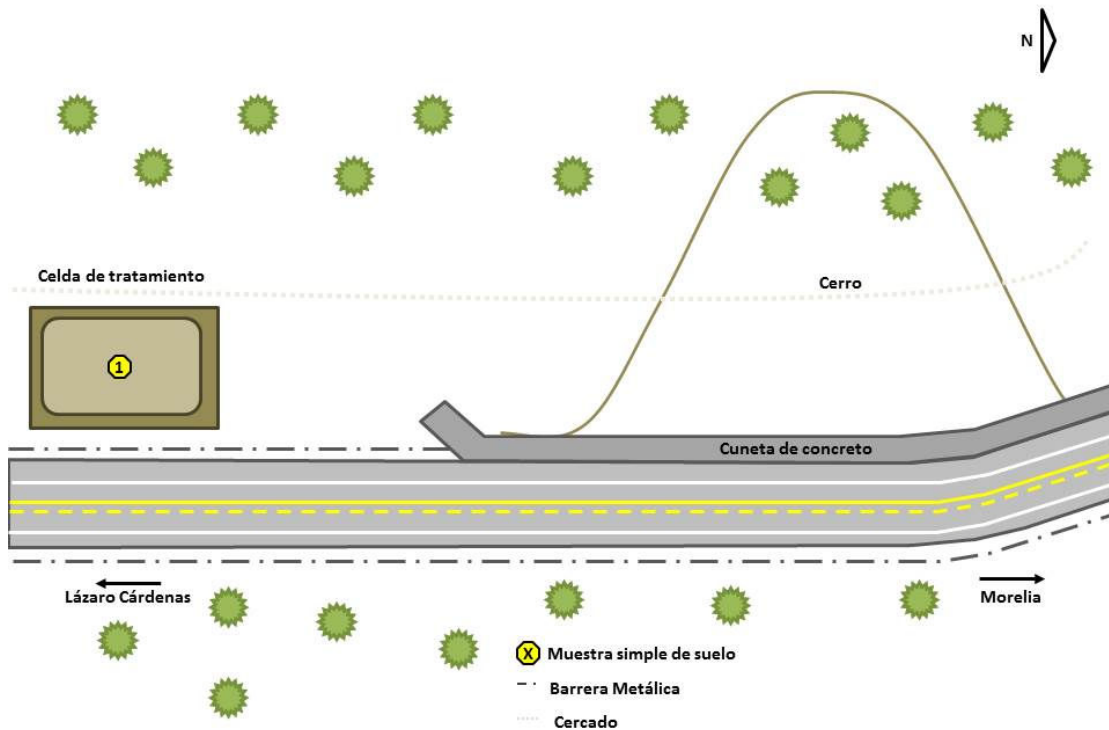 N
Celda de tratamiento
Cerro
1
Cuneta de concreto
Lázaro Cárdenas
Morelia
X Muestra simple de suelo
Barrera Metálica
Cercado